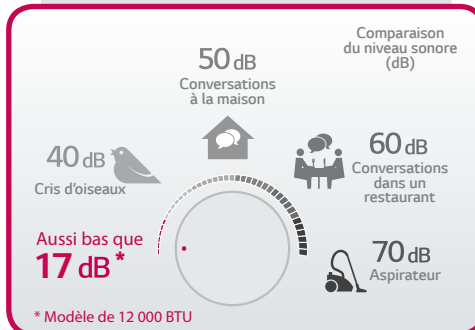 Comparaison
du niveau sonore
(dB)
50 dB
Conversations
à la maison
40 dB
Cris d'oiseaux
60 dB
Conversations
dans un
restaurant
Aussi bas que
17 dB*
70 dB
Aspirateur
* Modèle de 12 000 BTU